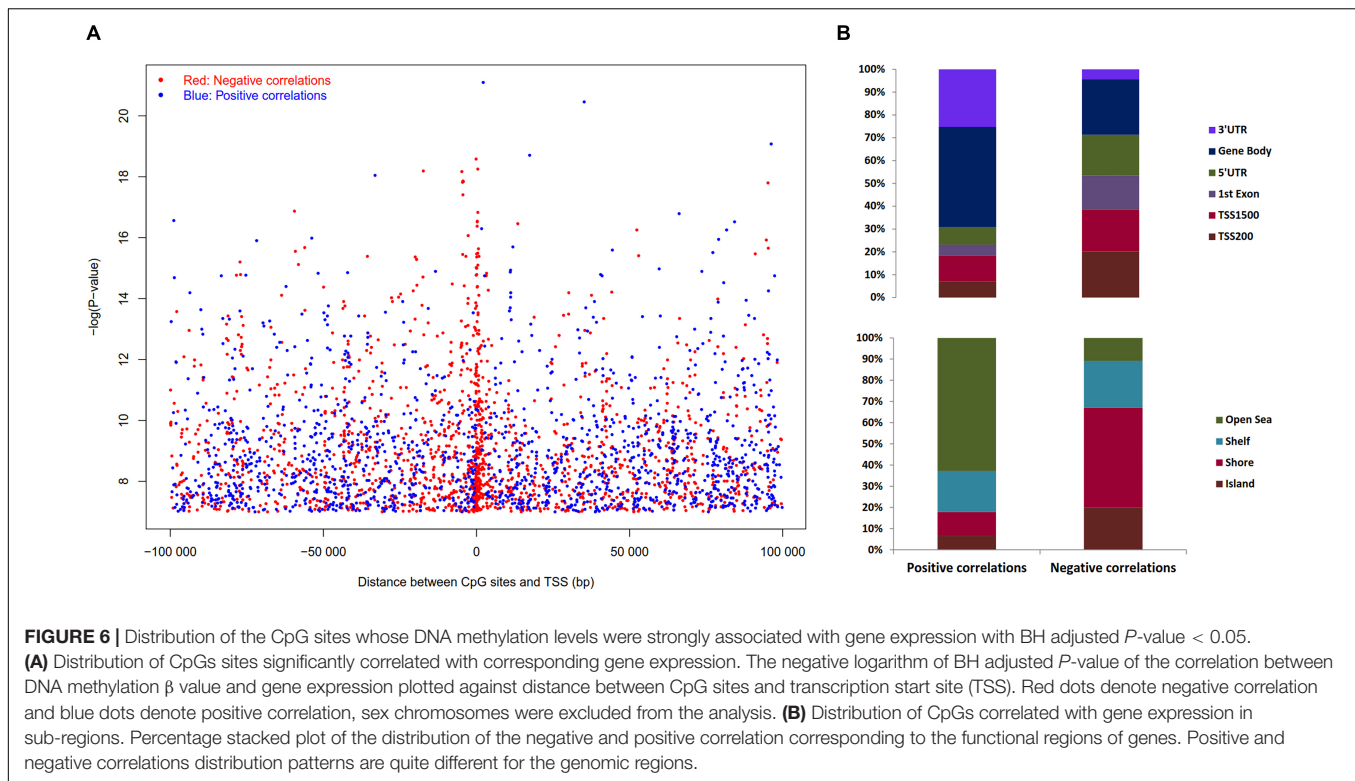 A
Red: Negative correlations
Blue: Positive correlations
20
18
16
14
12
10
8
−log(P−value)
−100 000
−50 000
0
50 000
100 000
Distance between CpG sites and TSS (bp)
B
100%
90%
80%
70%
60%
50%
40%
30%
20%
10%
0%
3'UTR
Gene Body
5'UTR
1st Exon
TSS1500
TSS200
100%
90%
80%
70%
60%
50%
40%
30%
20%
10%
0%
Open Sea
Shelf
Shore
Island
Positive correlations
Negative correlations
FIGURE 6 | Distribution of the CpG sites whose DNA methylation levels were strongly associated with gene expression with BH adjusted P-value < 0.05.
(A) Distribution of CpGs sites significantly correlated with corresponding gene expression. The negative logarithm of BH adjusted P-value of the correlation between
DNA methylation β value and gene expression plotted against distance between CpG sites and transcription start site (TSS). Red dots denote negative correlation
and blue dots denote positive correlation, sex chromosomes were excluded from the analysis. (B) Distribution of CpGs correlated with gene expression in
sub-regions. Percentage stacked plot of the distribution of the negative and positive correlation corresponding to the functional regions of genes. Positive and
negative correlations distribution patterns are quite different for the genomic regions.